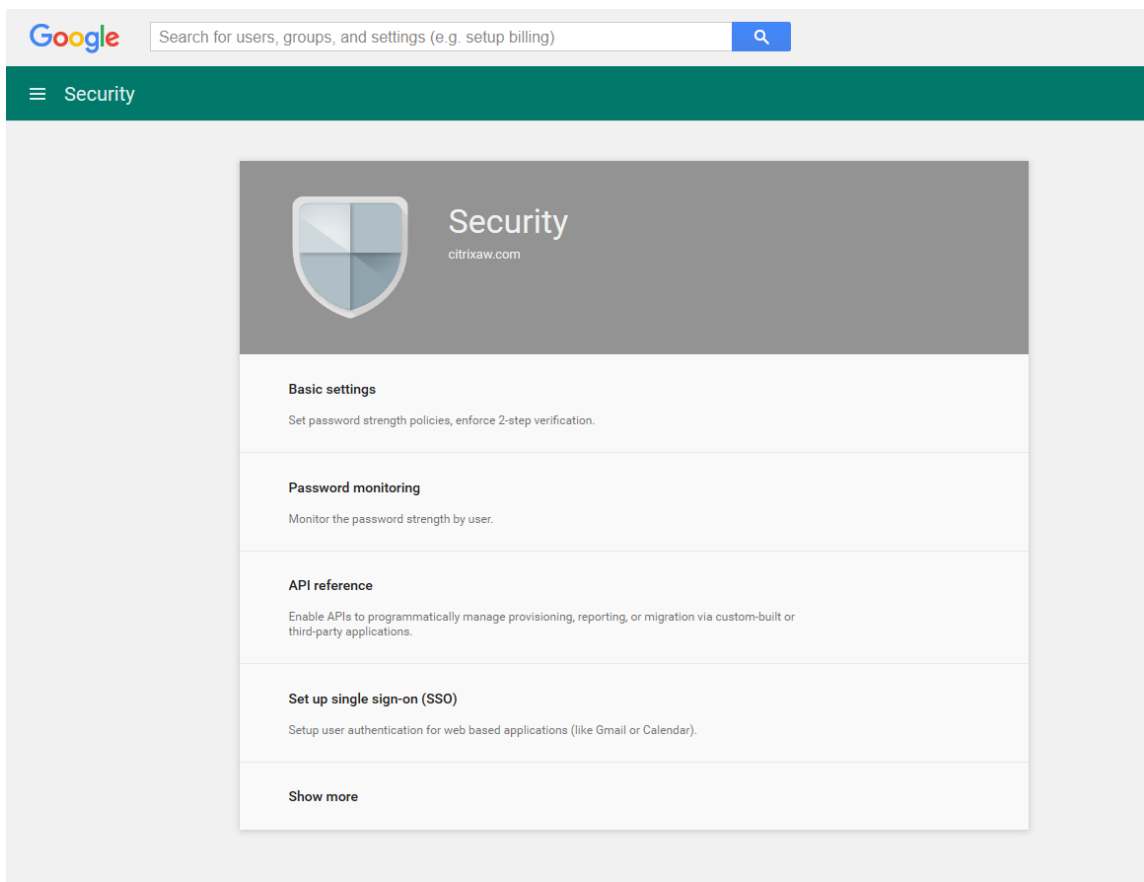 Google
Search for users, groups, and settings (e.g. setup billing)
Security
Security
citrixaw.com
Basic settings
Set password strength policies, enforce 2-step verification.
Password monitoring
Monitor the password strength by user.
API reference
Enable APIs to programmatically manage provisioning, reporting, or migration via custom-built or
third-party applications.
Set up single sign-on (SSO)
Setup user authentication for web based applications (like Gmail or Calendar).
Show more